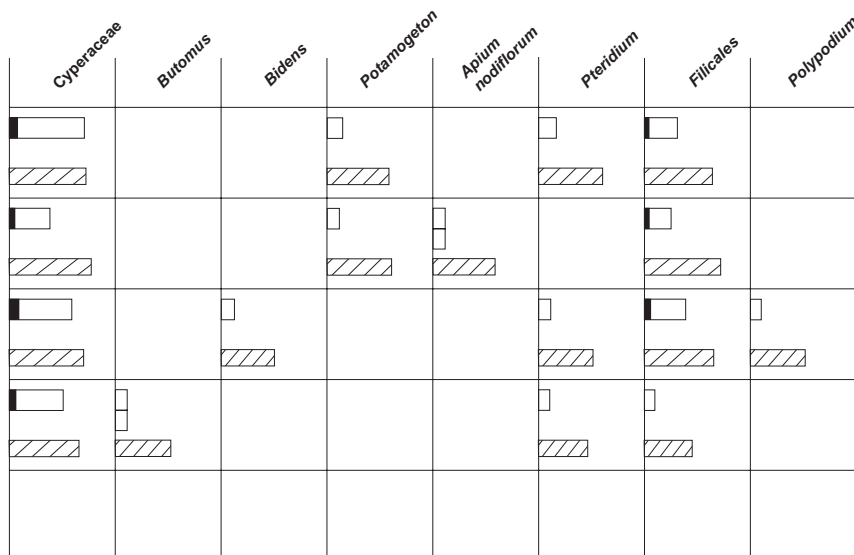 Cyperaceae
Butomus
Bidens
Potamogeton
Apium
nodiflorum
Pteridium
Filicales
Polypodium